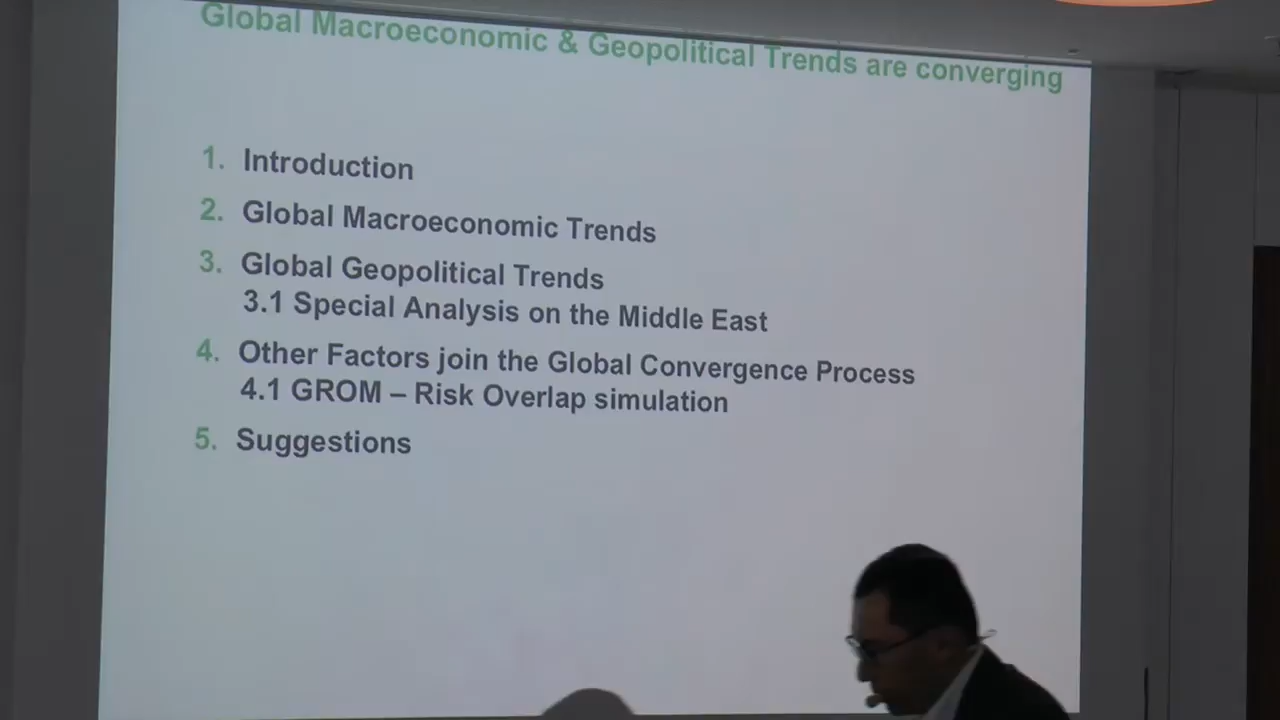 Global Macroeconomic & Geopolitical Trends are converging
1. Introduction
2. Global Macroeconomic Trends
3. Global Geopolitical Trends
3.1 Special Analysis on the Middle East
4. Other Factors join the Global Convergence Process
4.1 GROM – Risk Overlap simulation
5. Suggestions